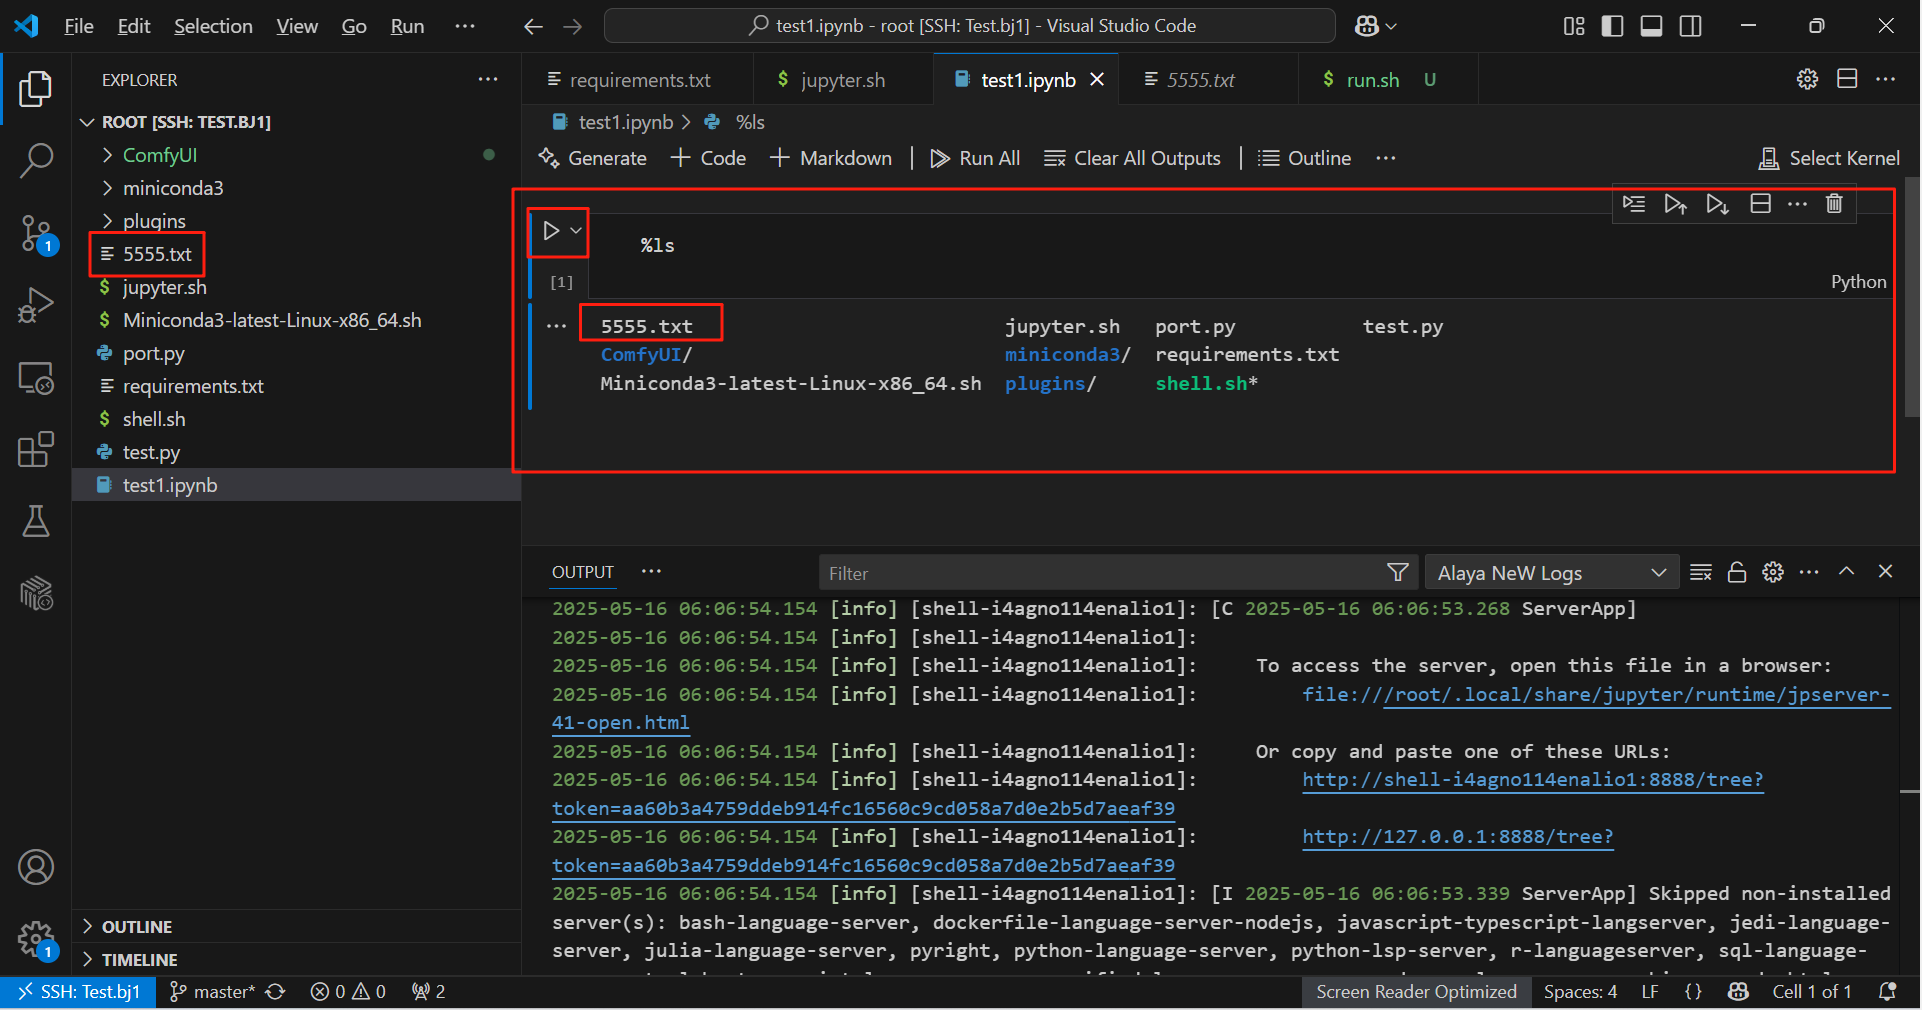 File Edit Selection View Go Run ··· test1.ipynb - root [SSH: Test.bj1] - Visual Studio Code
EXPLORER ···
ROOT [SSH: TEST.BJ1]
ComfyUI
miniconda3
plugins
5555.txt
$ jupyter.sh
$ Miniconda3-latest-Linux-x86_64.sh
port.py
requirements.txt
$ shell.sh
test.py
test1.ipynb
OUTLINE
TIMELINE
1
1
requirements.txt $ jupyter.sh test1.ipynb 5555.txt $ run.sh U ···
test1.ipynb > %ls
Generate + Code + Markdown | Run All Clear All Outputs | Outline ··· Select Kernel
%ls
[1] Python
··· 5555.txt jupyter.sh port.py test.py
ComfyUI/ miniconda3/ requirements.txt
Miniconda3-latest-Linux-x86_64.sh plugins/ shell.sh*
OUTPUT ··· Filter Alaya NeW Logs ···
2025-05-16 06:06:54.154 [info] [shell-i4agno114enalio1]: [C 2025-05-16 06:06:53.268 ServerApp]
2025-05-16 06:06:54.154 [info] [shell-i4agno114enalio1]:
2025-05-16 06:06:54.154 [info] [shell-i4agno114enalio1]: To access the server, open this file in a browser:
2025-05-16 06:06:54.154 [info] [shell-i4agno114enalio1]: file:///root/.local/share/jupyter/runtime/jpserver-
41-open.html
2025-05-16 06:06:54.154 [info] [shell-i4agno114enalio1]: Or copy and paste one of these URLs:
2025-05-16 06:06:54.154 [info] [shell-i4agno114enalio1]: http://shell-i4agno114enalio1:8888/tree?
token=aa60b3a4759ddeb914fc16560c9cd058a7d0e2b5d7aeaf39
2025-05-16 06:06:54.154 [info] [shell-i4agno114enalio1]: http://127.0.0.1:8888/tree?
token=aa60b3a4759ddeb914fc16560c9cd058a7d0e2b5d7aeaf39
2025-05-16 06:06:54.154 [info] [shell-i4agno114enalio1]: [I 2025-05-16 06:06:53.339 ServerApp] Skipped non-installed
server(s): bash-language-server, dockerfile-language-server-nodejs, javascript-typescript-langserver, jedi-language-
server, julia-language-server, pyright, python-language-server, python-lsp-server, r-languageserver, sql-language-
SSH: Test.bj1 master* 0 0 2 Screen Reader Optimized Spaces: 4 LF {} Cell 1 of 1